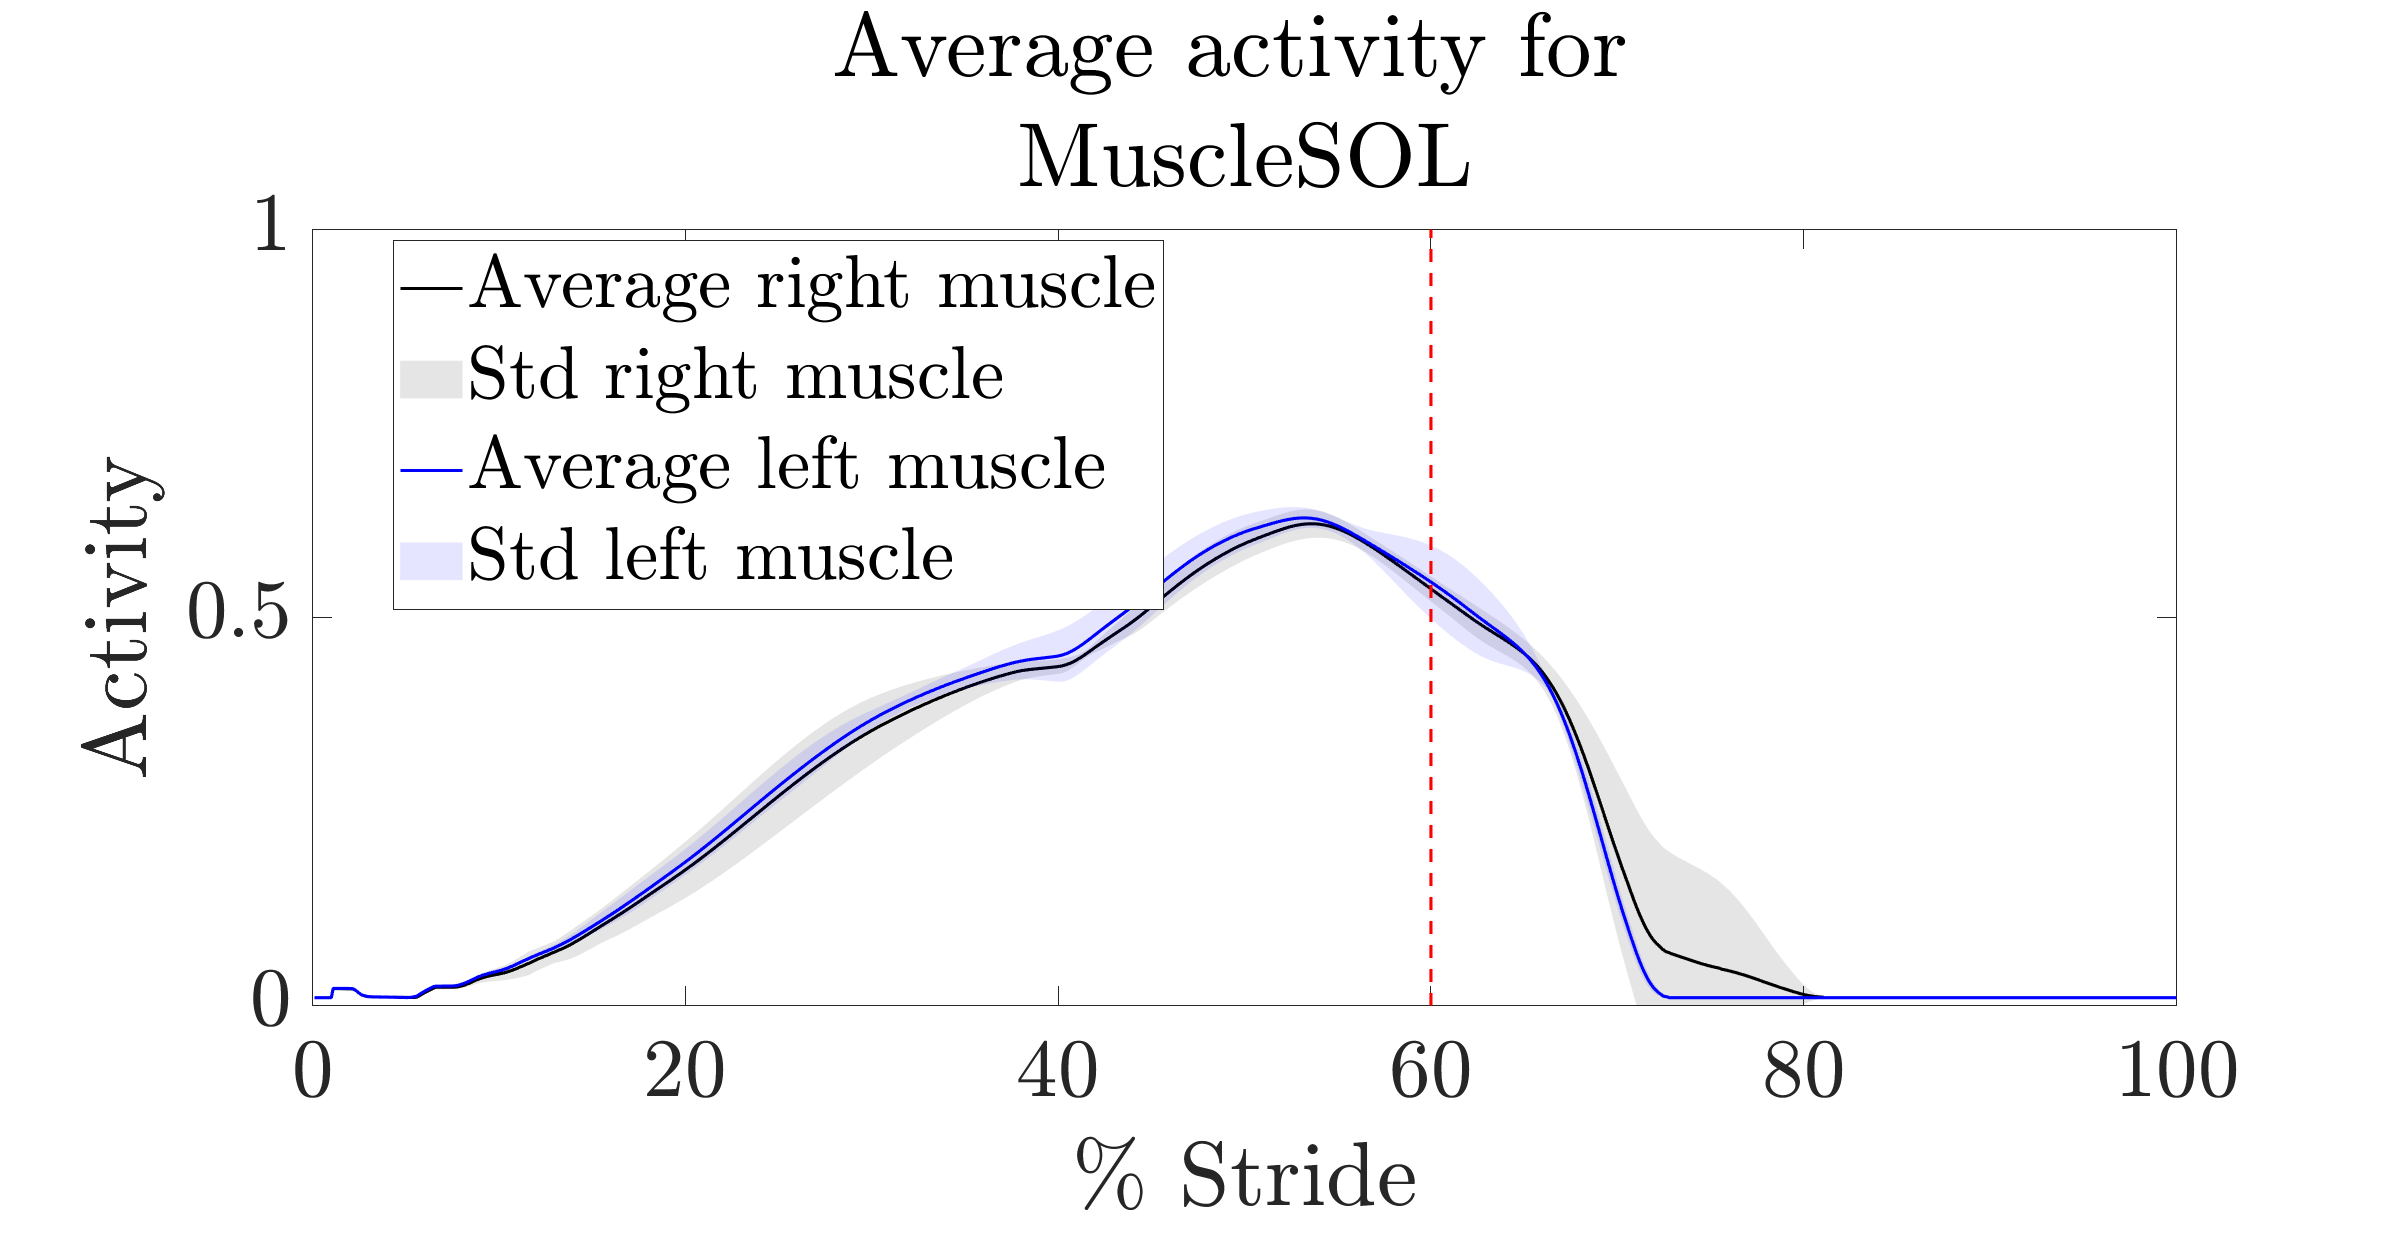 Average activity for
MuscleSOL
1
Average right muscle
Std right muscle
Average left muscle
Std left muscle
Activity
0.5
0
0 20 40 60 80 100
% Stride